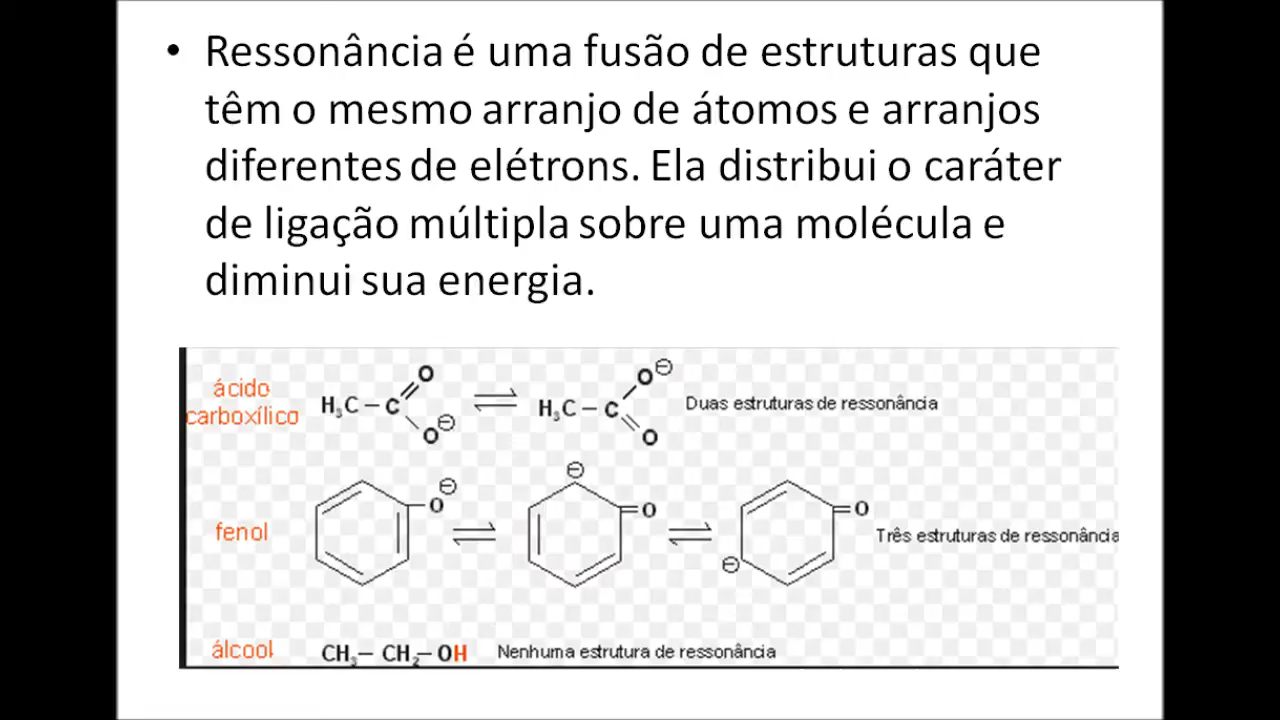 • Ressonância é uma fusão de estruturas que
têm o mesmo arranjo de átomos e arranjos
diferentes de elétrons. Ela distribui o caráter
de ligação múltipla sobre uma molécula e
diminui sua energia.
ácido
carboxílico
H₃C – C
O
O⊖
⇌
H₃C – C
O⊖
O
Duas estruturas de ressonância
fenol
O⊖
⇌
⊖
O
⇌
O
⊖
Três estruturas de ressonância
álcool
CH₃– CH₂– OH
Nenhuma estrutura de ressonância